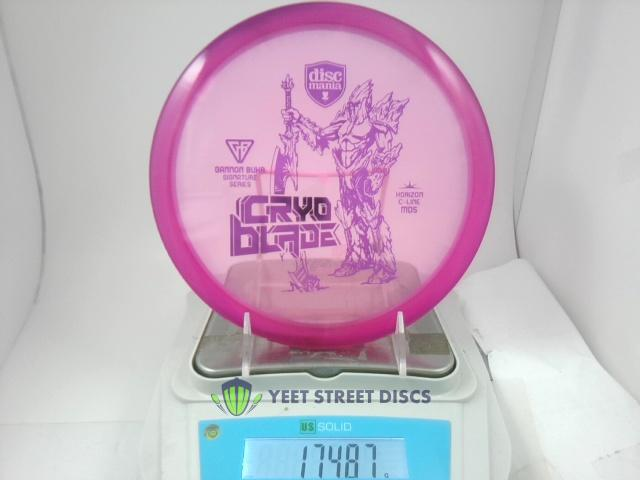 disc
mania
GANNON BUHR
SIGNATURE
SERIES
HORIZON
C-LINE
MD5
CRYO
BLADE
YEET STREET DISCS
US SOLID
174.87 G